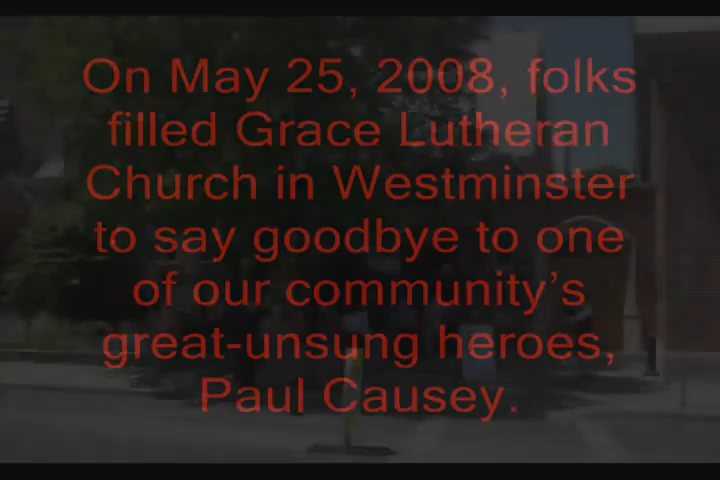 On May 25, 2008, folks
filled Grace Lutheran
Church in Westminster
to say goodbye to one
of our community’s
great-unsung heroes,
Paul Causey.